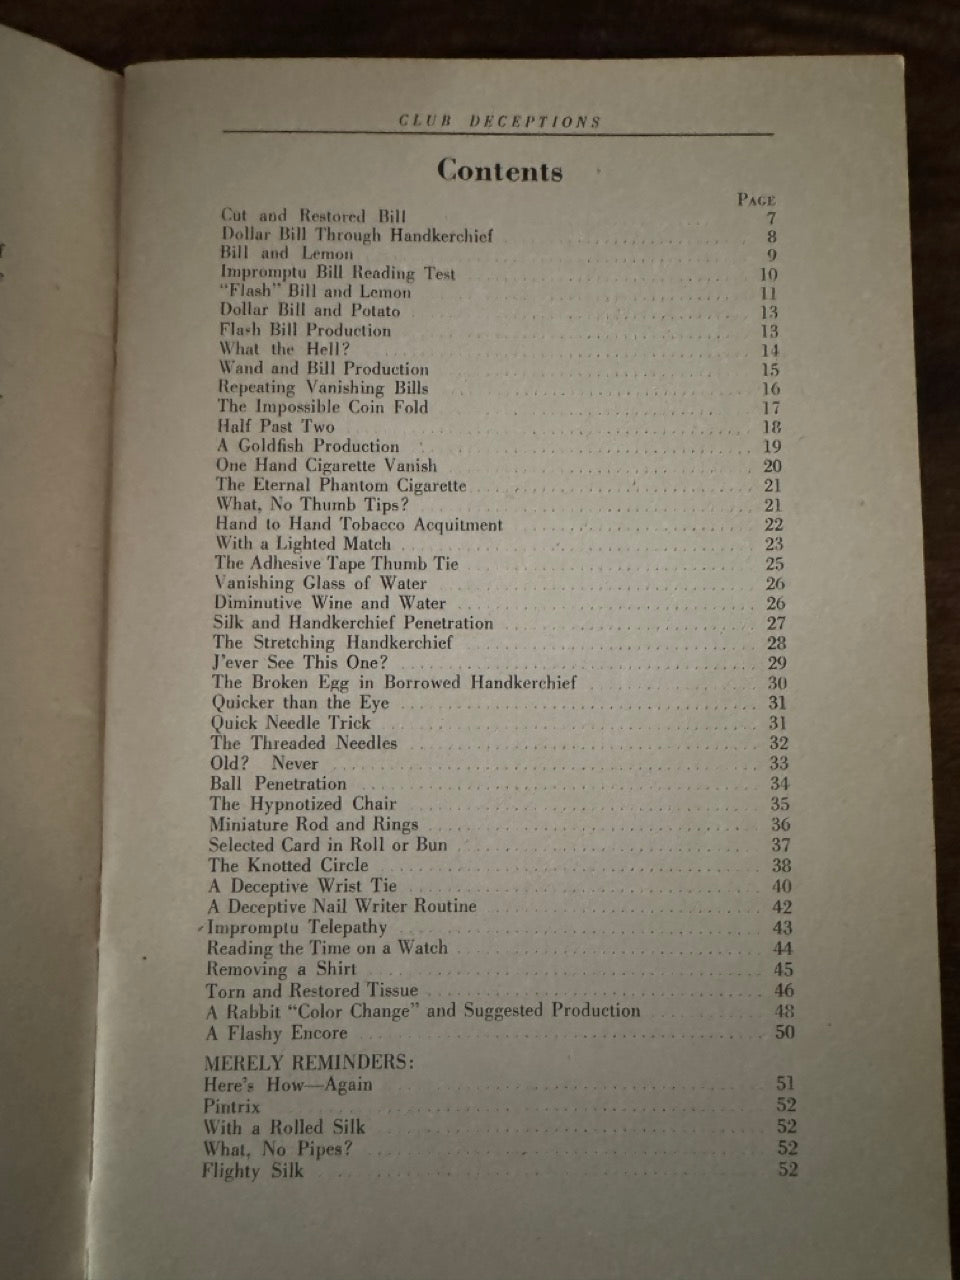 CLUB DECEPTIONS
Contents
PAGE
Cut and Restored Bill 7
Dollar Bill Through Handkerchief 8
Bill and Lemon 9
Impromptu Bill Reading Test 10
"Flash" Bill and Lemon 11
Dollar Bill and Potato 13
Flash Bill Production 13
What the Hell? 14
Wand and Bill Production 15
Repeating Vanishing Bills 16
The Impossible Coin Fold 17
Half Past Two 18
A Goldfish Production 19
One Hand Cigarette Vanish 20
The Eternal Phantom Cigarette 21
What, No Thumb Tips? 21
Hand to Hand Tobacco Acquitment 22
With a Lighted Match 23
The Adhesive Tape Thumb Tie 25
Vanishing Glass of Water 26
Diminutive Wine and Water 26
Silk and Handkerchief Penetration 27
The Stretching Handkerchief 28
J'ever See This One? 29
The Broken Egg in Borrowed Handkerchief 30
Quicker than the Eye 31
Quick Needle Trick 31
The Threaded Needles 32
Old? Never 33
Ball Penetration 34
The Hypnotized Chair 35
Miniature Rod and Rings 36
Selected Card in Roll or Bun 37
The Knotted Circle 38
A Deceptive Wrist Tie 40
A Deceptive Nail Writer Routine 42
Impromptu Telepathy 43
Reading the Time on a Watch 44
Removing a Shirt 45
Torn and Restored Tissue 46
A Rabbit "Color Change" and Suggested Production 48
A Flashy Encore 50
MERELY REMINDERS:
Here's How—Again 51
Pintrix 52
With a Rolled Silk 52
What, No Pipes? 52
Flighty Silk 52